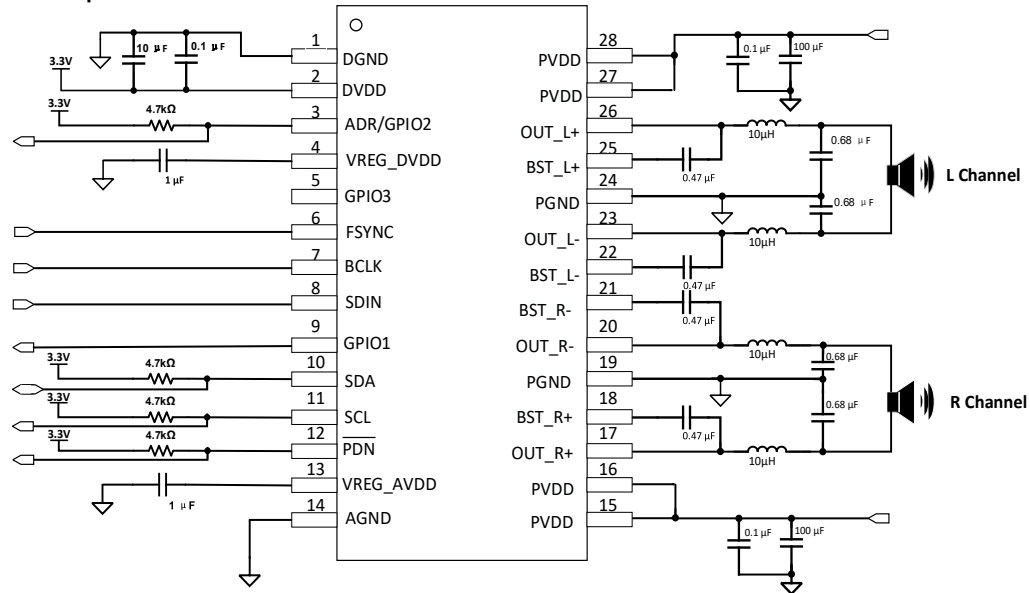 10 μF 0.1 μF
3.3V
1 DGND
2 DVDD
3.3V 4.7kΩ
3 ADR/GPIO2
4 VREG_DVDD
1 μF
5 GPIO3
6 FSYNC
7 BCLK
8 SDIN
9 GPIO1
3.3V 4.7kΩ
10 SDA
3.3V 4.7kΩ
11 SCL
3.3V 4.7kΩ
12 PDN
13 VREG_AVDD
1 μF
14 AGND
28 PVDD
0.1 μF 100 μF
27 PVDD
26 OUT_L+
10μH
25 BST_L+
0.47 μF
0.68 μF
24 PGND
L Channel
0.68 μF
23 OUT_L-
10μH
22 BST_L-
0.47 μF
21 BST_R-
0.47 μF
20 OUT_R-
10μH
0.68 μF
19 PGND
R Channel
0.68 μF
18 BST_R+
0.47 μF
17 OUT_R+
10μH
16 PVDD
15 PVDD
0.1 μF 100 μF